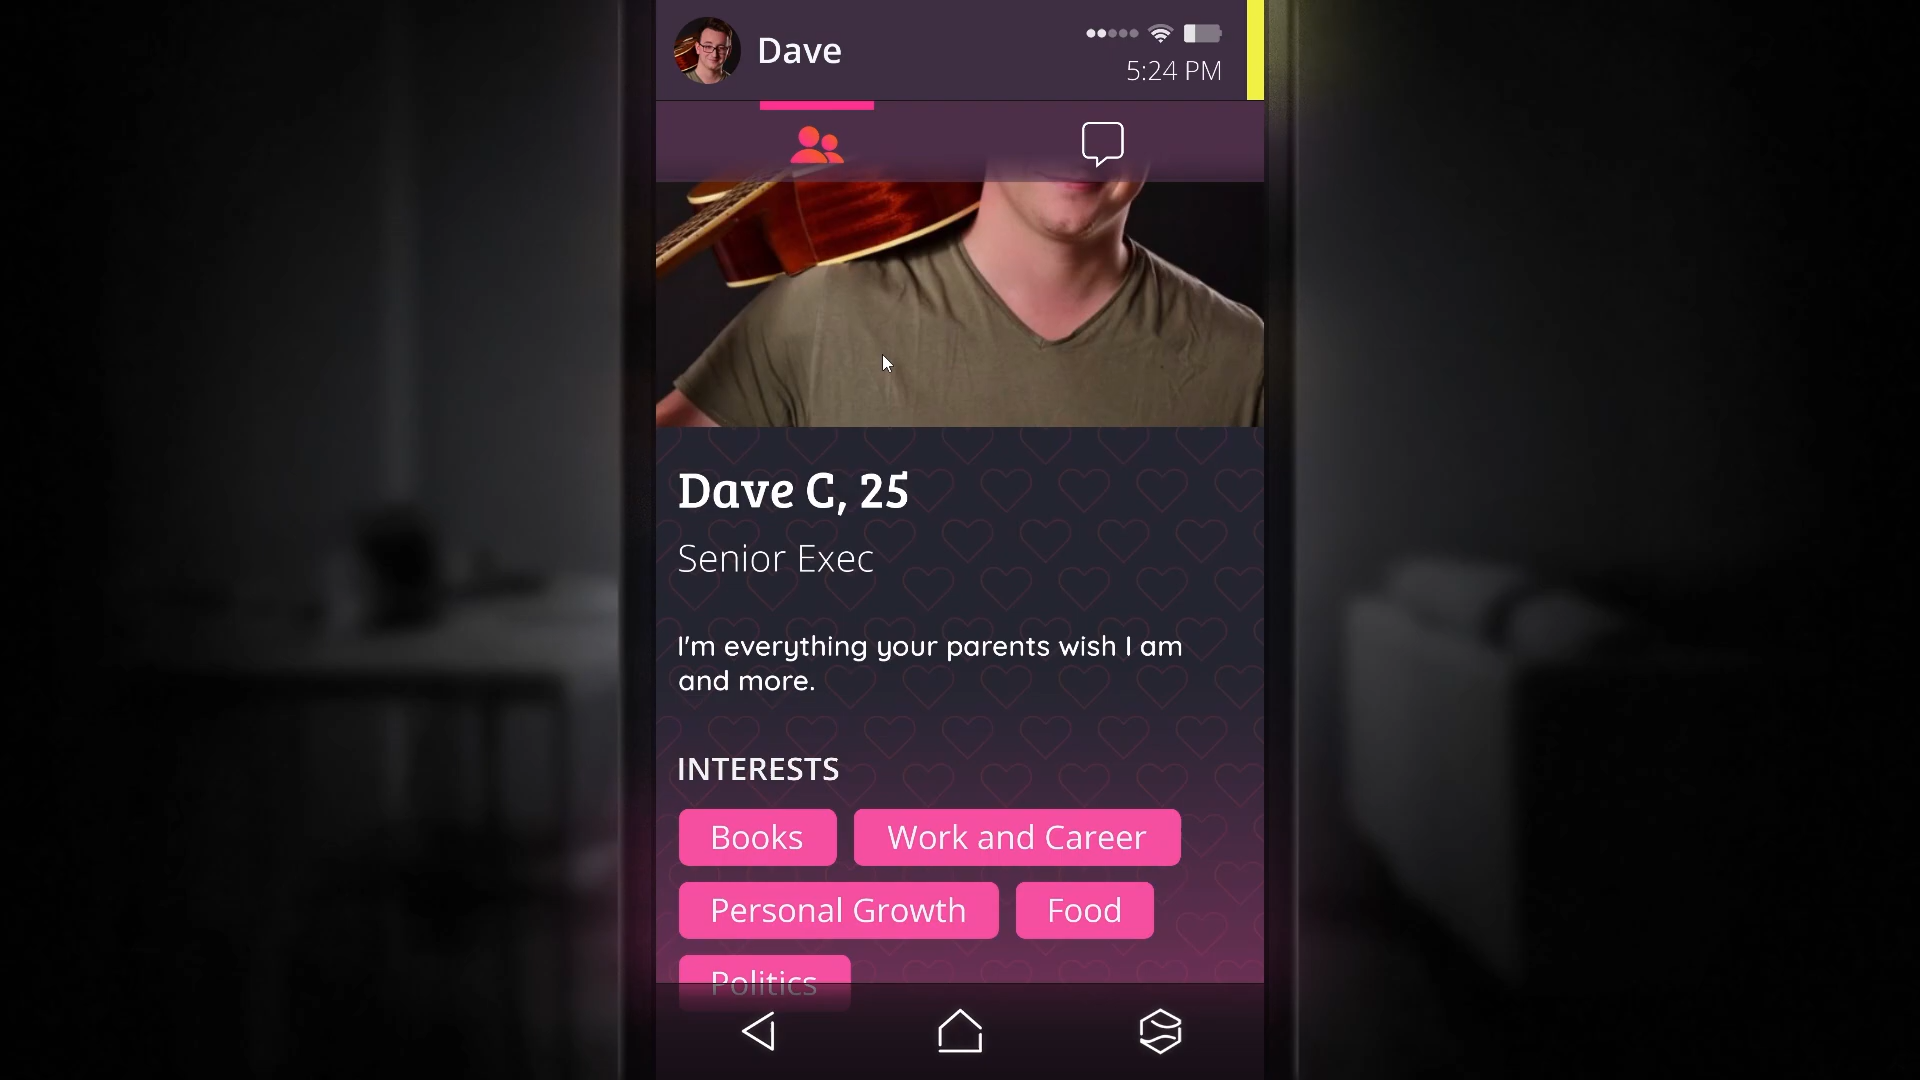 Dave
5:24 PM
Dave C, 25
Senior Exec
I'm everything your parents wish I am
and more.
INTERESTS
Books
Work and Career
Personal Growth
Food
Politics